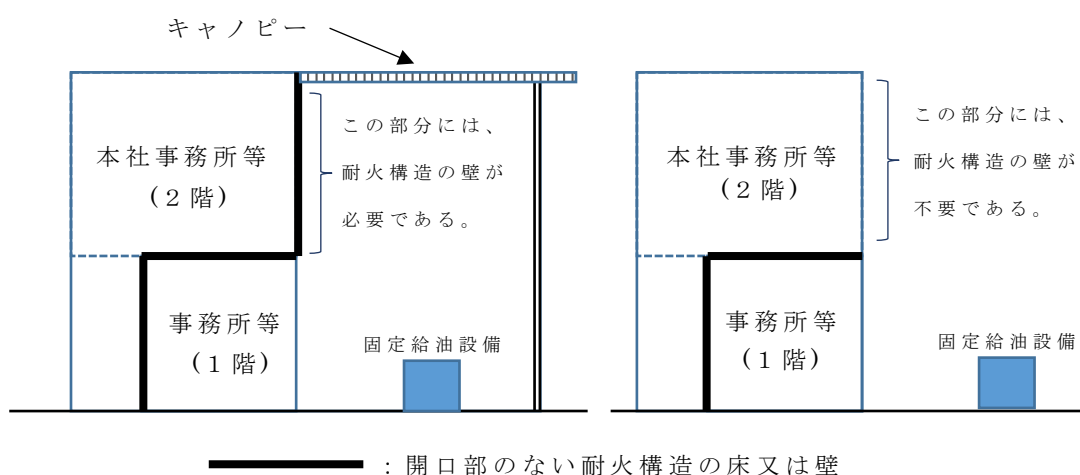 キャノピー
本社事務所等
(2階)
この部分には、
耐火構造の壁が
必要である。
事務所等
(1階)
固定給油設備
本社事務所等
(2階)
この部分には、
耐火構造の壁が
不要である。
事務所等
(1階)
固定給油設備
：開口部のない耐火構造の床又は壁